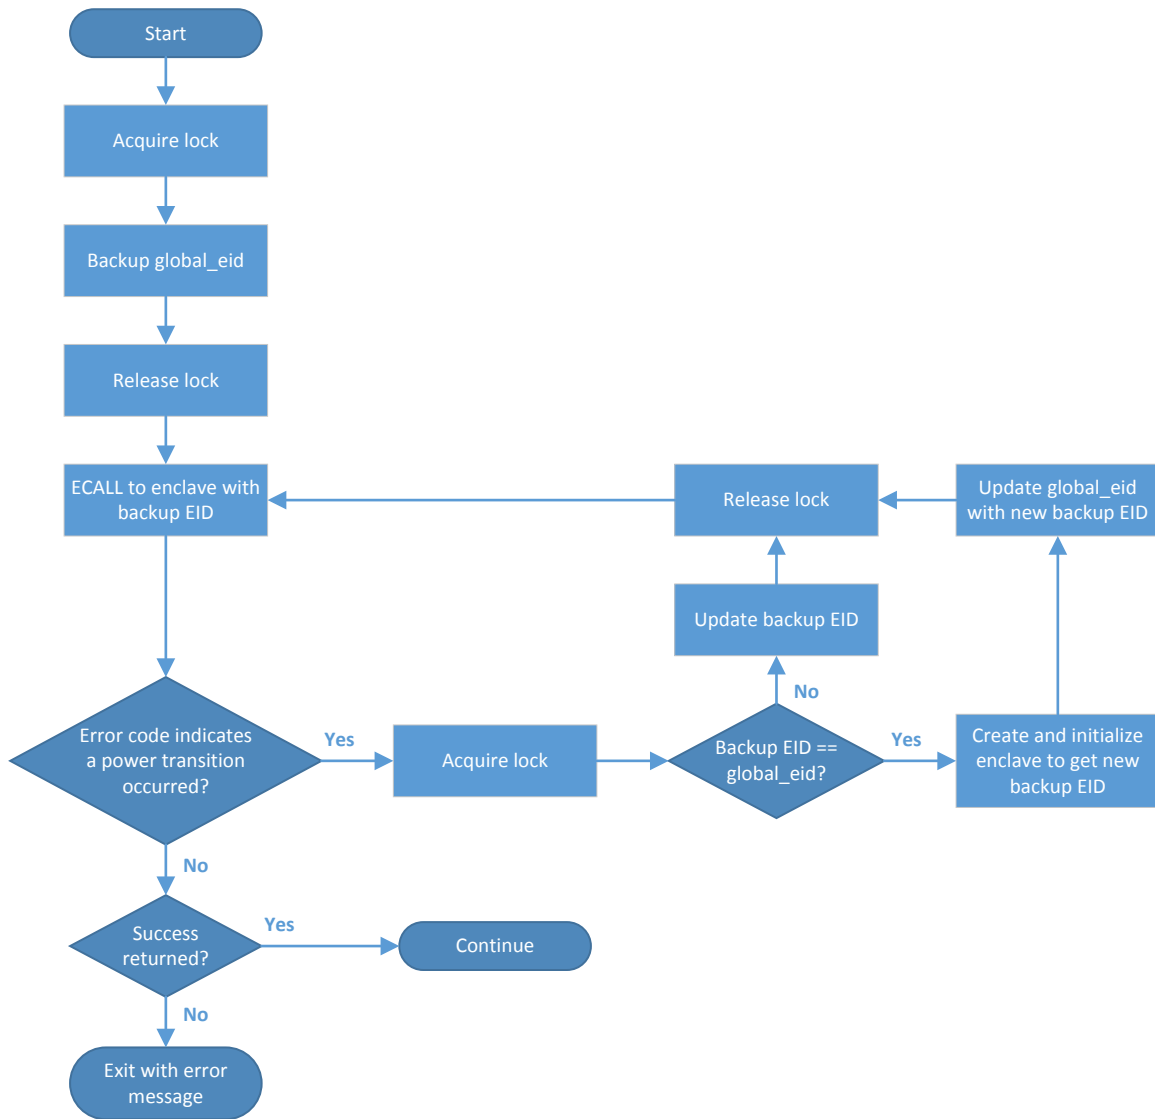 Start
Acquire lock
Backup global_eid
Release lock
ECALL to enclave with
backup EID
Release lock
Update global_eid
with new backup EID
Update backup EID
No
Error code indicates
a power transition
occurred?
Yes
Acquire lock
Backup EID ==
global_eid?
Yes
Create and initialize
enclave to get new
backup EID
No
Success
returned?
Yes
Continue
No
Exit with error
message